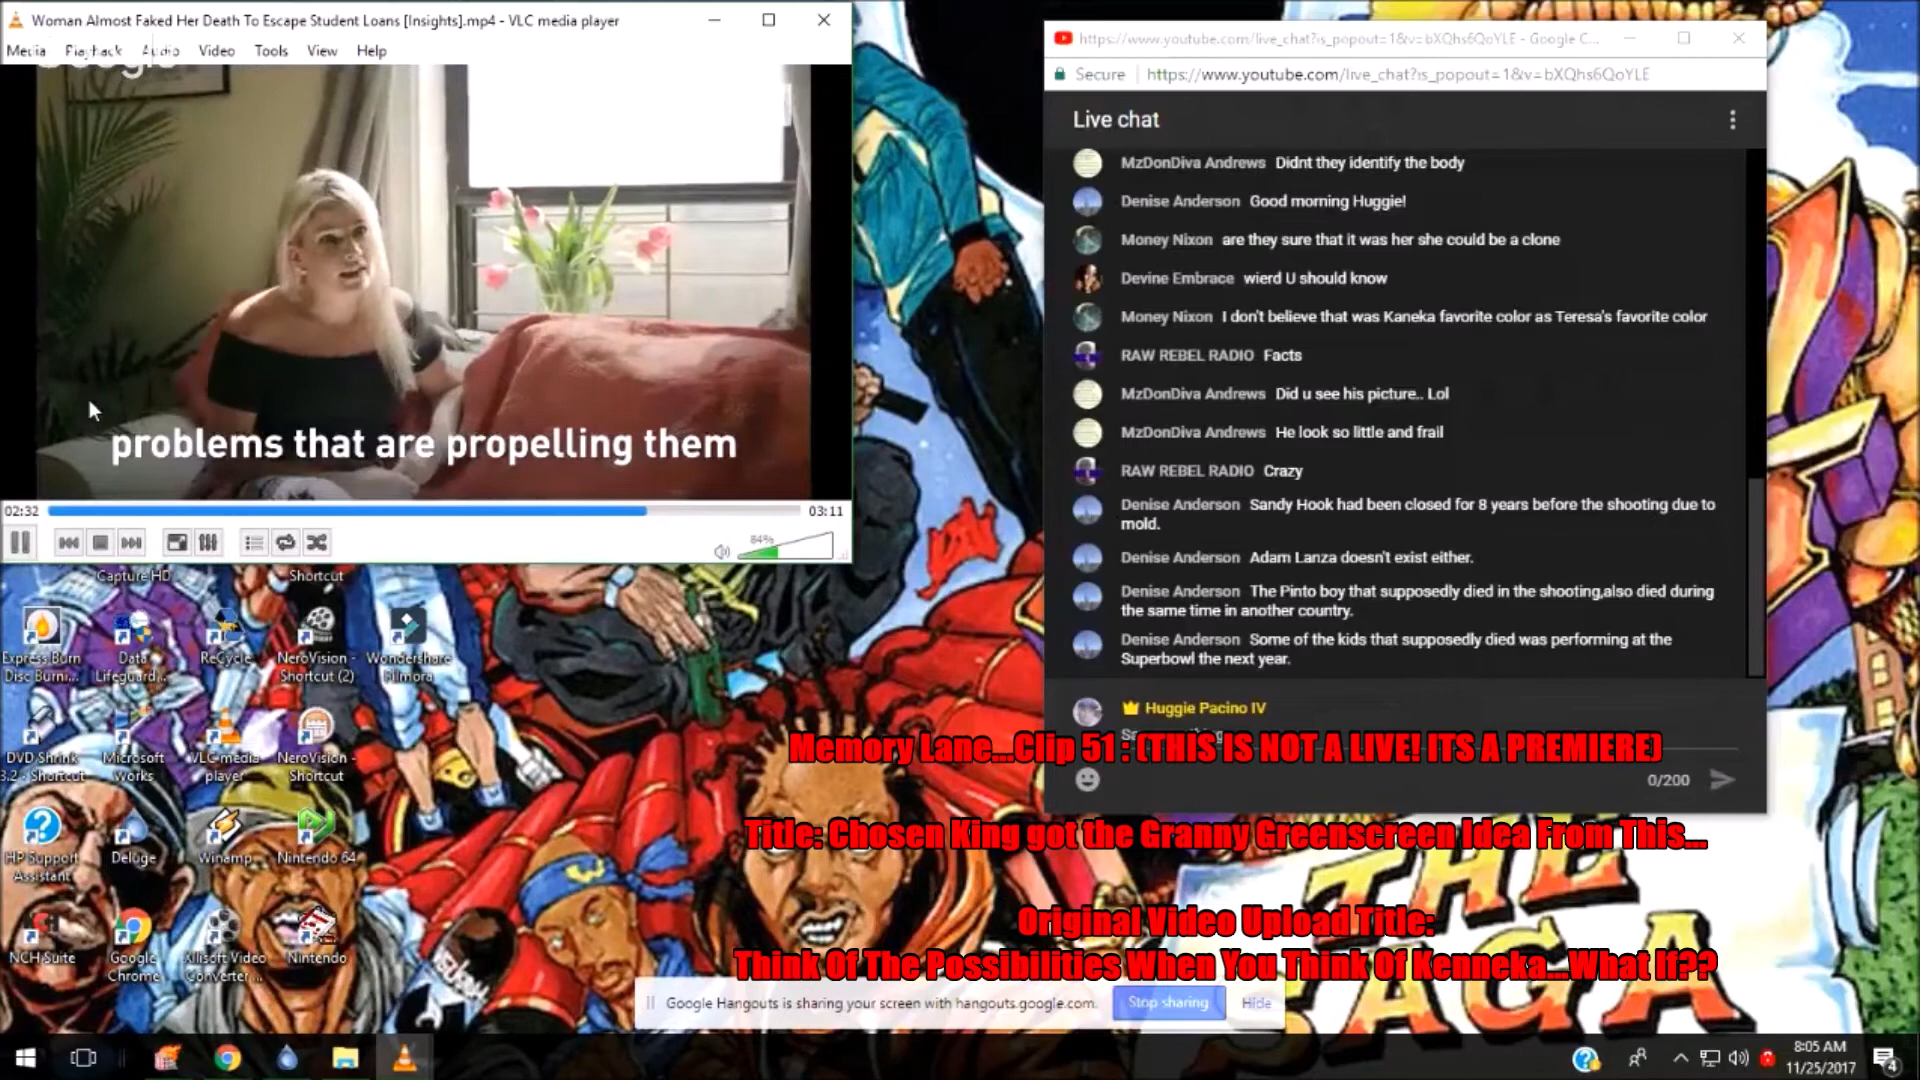 Woman Almost Faked Her Death To Escape Student Loans [Insights].mp4 - VLC media player
Media Playback Audio Video Tools View Help
Google
problems that are propelling them
02:32
03:11
84%
https://www.youtube.com/live_chat?is_popout=1&v=bXQhs6QoYLE - Google C...
Secure https://www.youtube.com/live_chat?is_popout=1&v=bXQhs6QoYLE
Live chat
MzDonDiva Andrews Didnt they identify the body
Denise Anderson Good morning Huggie!
Money Nixon are they sure that it was her she could be a clone
Devine Embrace wierd U should know
Money Nixon I don't believe that was Kaneka favorite color as Teresa's favorite color
RAW REBEL RADIO Facts
MzDonDiva Andrews Did u see his picture.. Lol
MzDonDiva Andrews He look so little and frail
RAW REBEL RADIO Crazy
Denise Anderson Sandy Hook had been closed for 8 years before the shooting due to
mold.
Denise Anderson Adam Lanza doesn't exist either.
Denise Anderson The Pinto boy that supposedly died in the shooting,also died during
the same time in another country.
Denise Anderson Some of the kids that supposedly died was performing at the
Superbowl the next year.
Huggie Pacino IV
0/200
Memory Lane...Clip 51 : (THIS IS NOT A LIVE! ITS A PREMIERE)
Title: Chosen King got the Granny Greenscreen Idea From This...
Original Video Upload Title:
Think Of The Possibilities When You Think Of Kenneka...What If??
Capture HD
Shortcut
Express Burn
Disc Burni...
Data
Lifeguard...
ReCycle
NeroVision -
Shortcut (2)
Wondershare
Filmora
DVD Shrink
3.2 - Shortcut
Microsoft
Works
VLC media
player
NeroVision -
Shortcut
HP Support
Assistant
Deluge
Winamp
Nintendo 64
NCH Suite
Google
Chrome
Xilisoft Video
Converter ...
Nintendo
THE
SAGA
Google Hangouts is sharing your screen with hangouts.google.com.
Stop sharing
Hide
8:05 AM
11/25/2017
4